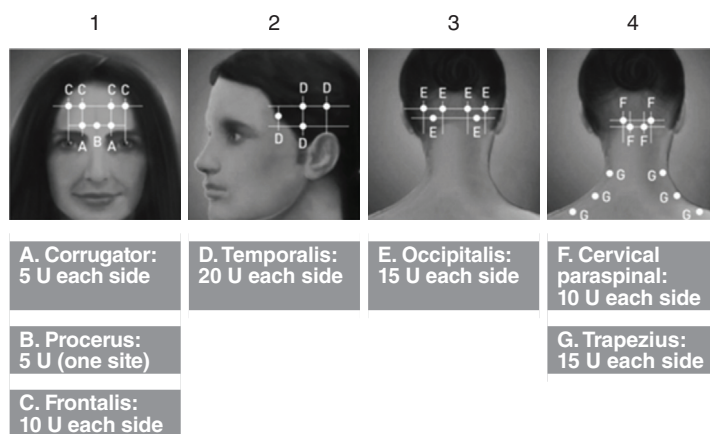 1 2 3 4
C C C C
A B A
D D
D D
E E E E
E E
F F
F F
G G
G G
G G
A. Corrugator:
5 U each side
B. Procerus:
5 U (one site)
C. Frontalis:
10 U each side
D. Temporalis:
20 U each side
E. Occipitalis:
15 U each side
F. Cervical
paraspinal:
10 U each side
G. Trapezius:
15 U each side